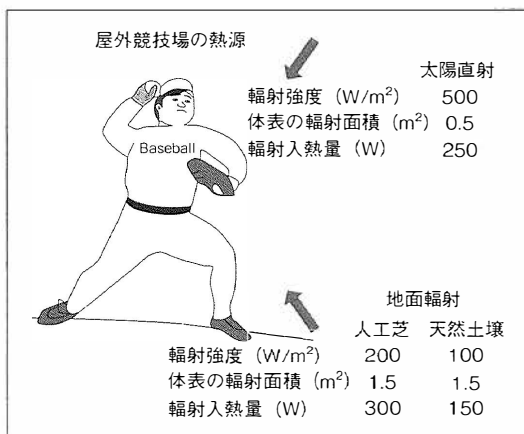 屋外競技場の熱源
太陽直射
輻射強度（W/m²） 500
体表の輻射面積（m²） 0.5
輻射入熱量（W） 250
Baseball
地面輻射
人工芝 天然土壌
輻射強度（W/m²） 200 100
体表の輻射面積（m²） 1.5 1.5
輻射入熱量（W） 300 150